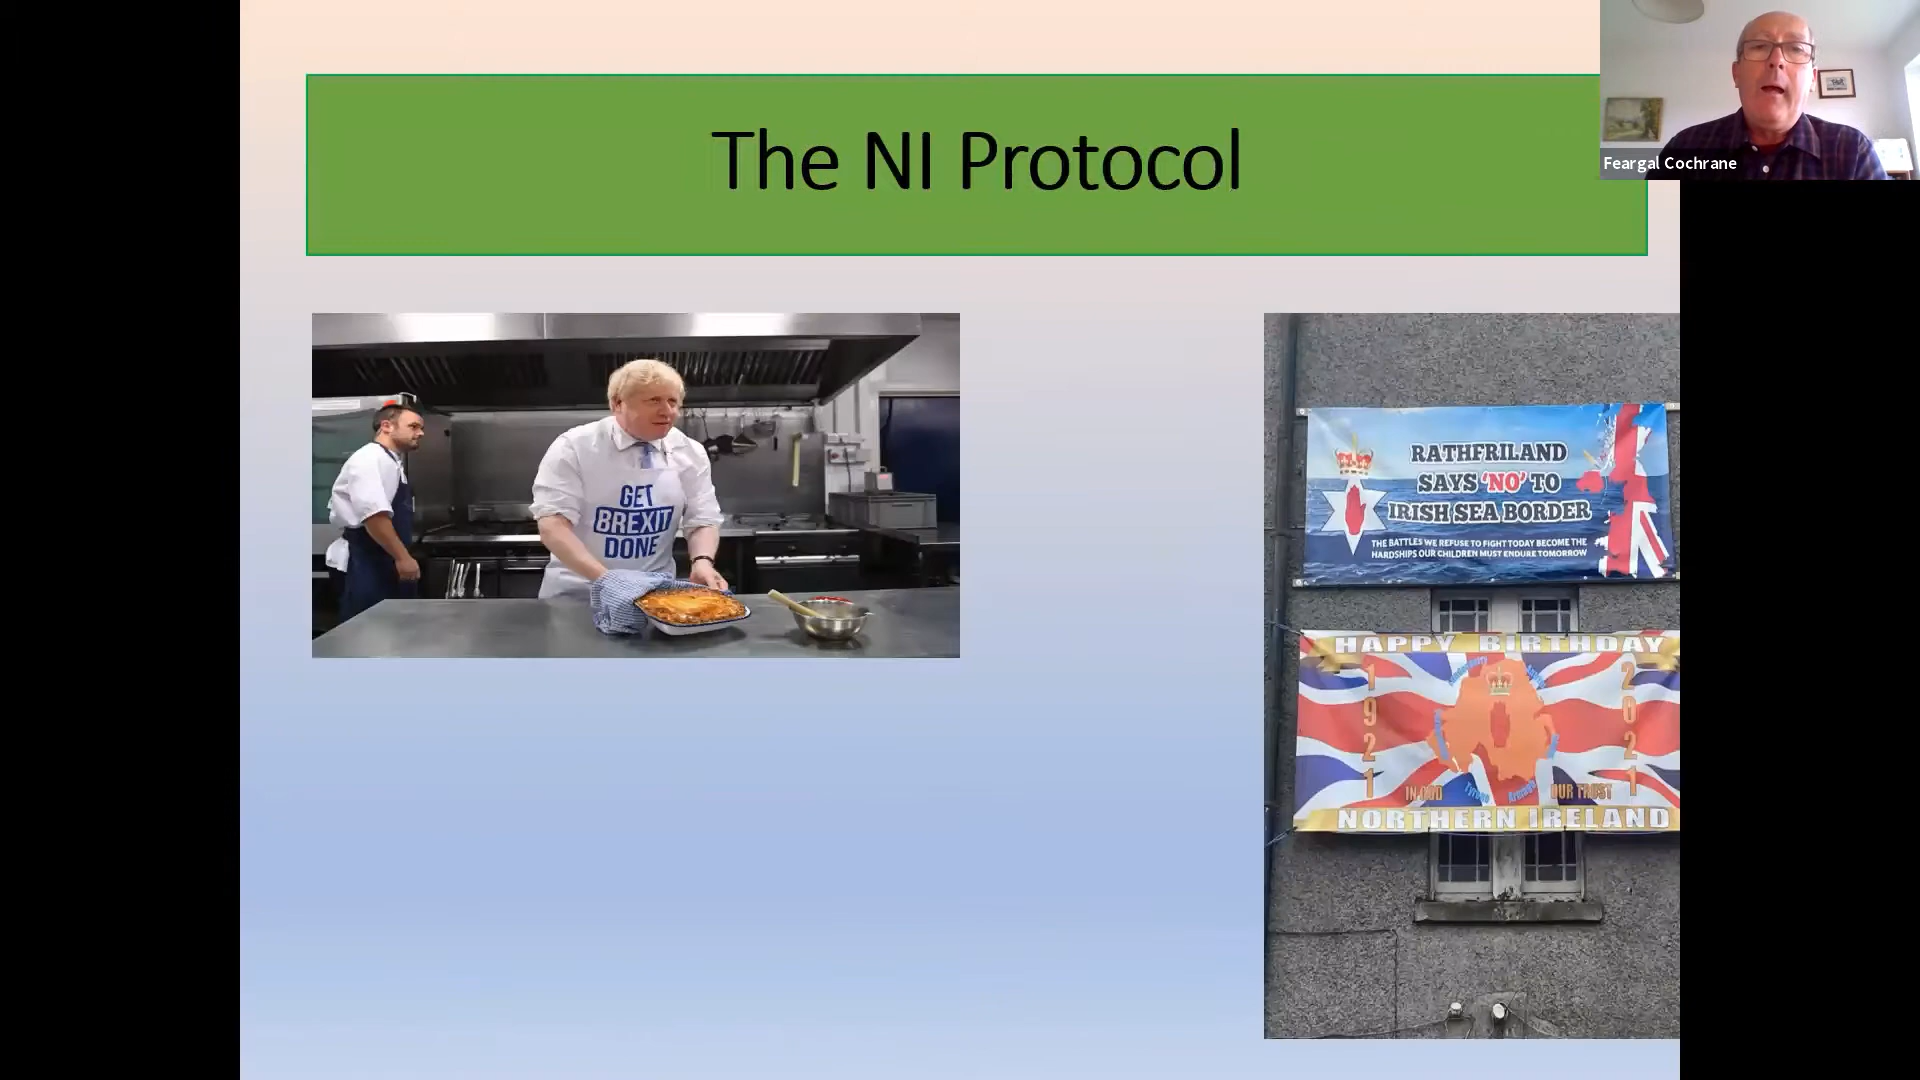 The NI Protocol
Feargal Cochrane
GET
BREXIT
DONE
RATHFRILAND
SAYS 'NO' TO
IRISH SEA BORDER
THE BATTLES WE REFUSE TO FIGHT TODAY BECOME THE
HARDSHIPS OUR CHILDREN MUST ENDURE TOMORROW
HAPPY BIRTHDAY
1921
2021
Tyrone
Armagh
IN GOD
OUR TRUST
NORTHERN IRELAND